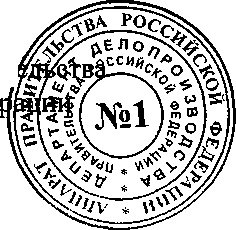 АППАРАТ ПРАВИТЕЛЬСТВА РОССИЙСКОЙ ФЕДЕРАЦИИ *
ДЕПАРТАМЕНТ ДЕЛОПРОИЗВОДСТВА *
ПРАВИТЕЛЬСТВА РОССИЙСКОЙ ФЕДЕРАЦИИ *
№1